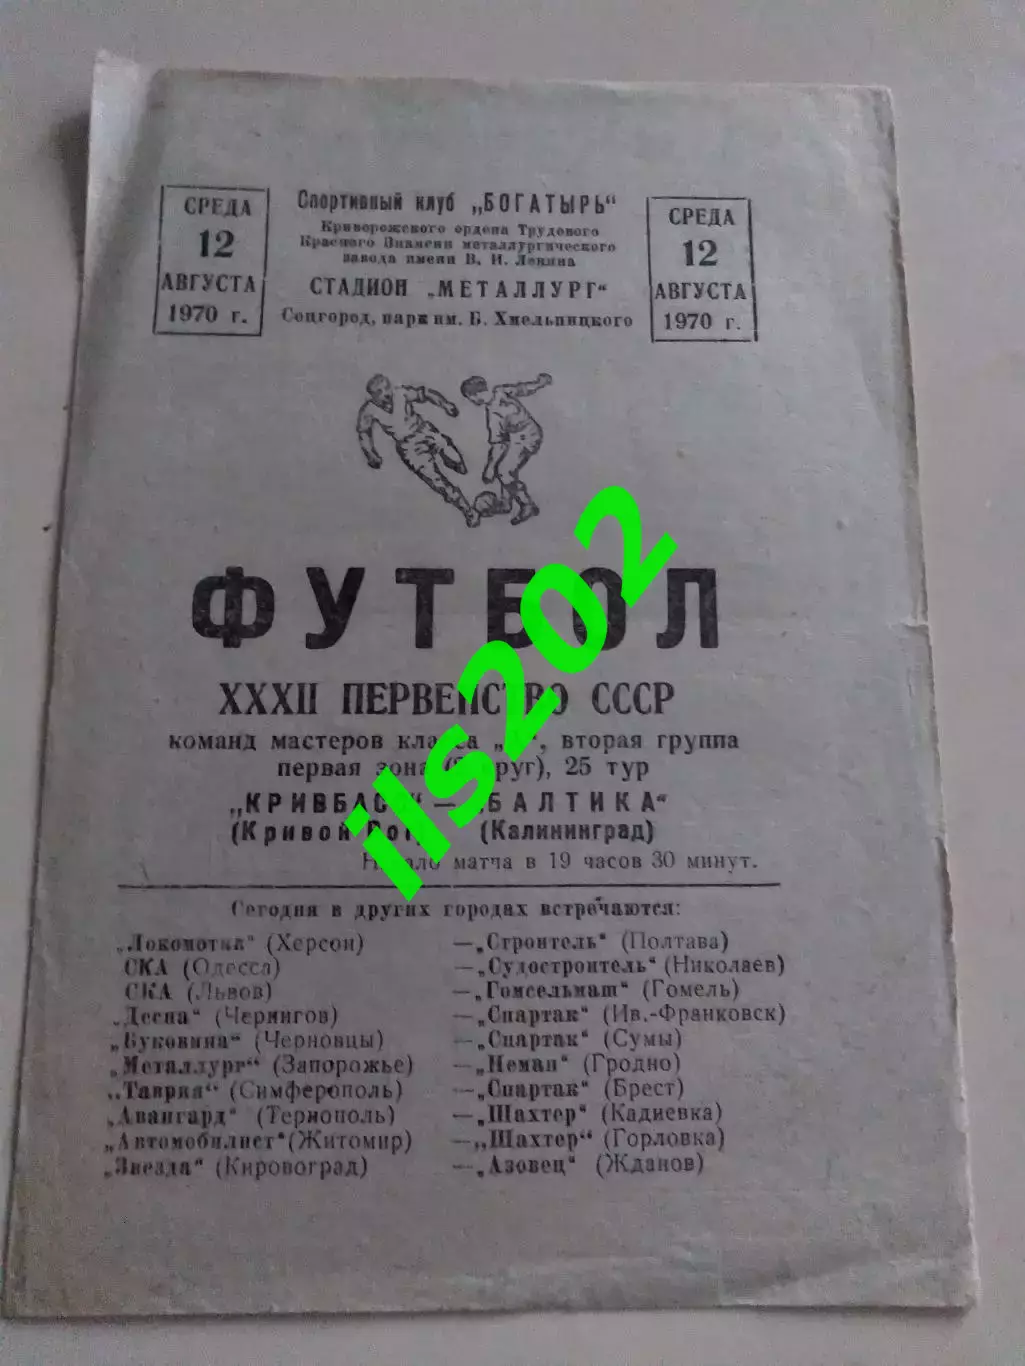 СРЕДА
12
АВГУСТА
1970 г.
Спортивный клуб „БОГАТЫРЬ“
Криворожского ордена Трудового
Красного Знамени металлургического
завода имени В. И. Ленина
СТАДИОН „МЕТАЛЛУРГ“
Соцгород, парк им. Б. Хмельницкого
СРЕДА
12
АВГУСТА
1970 г.
ФУТБОЛ
XXXII ПЕРВЕНСТВО СССР
команд мастеров класса вторая группа
первая зона 25 тур
„КРИВБАСС“ — „БАЛТИКА“
(Кривой Рог) (Калининград)
Начало матча в 19 часов 30 минут.
Сегодня в других городах встречаются:
„Локомотив“ (Херсон) — „Строитель“ (Полтава)
СКА (Одесса) — „Судостроитель“ (Николаев)
СКА (Львов) — „Гомсельмаш“ (Гомель)
„Десна“ (Чернигов) — „Спартак“ (Ив.-Франковск)
„Буковина“ (Черновцы) — „Спартак“ (Сумы)
„Металлург“ (Запорожье) — „Неман“ (Гродно)
„Таврия“ (Симферополь) — „Спартак“ (Брест)
„Авангард“ (Тернополь) — „Шахтер“ (Кадиевка)
„Автомобилист“ (Житомир) — „Шахтер“ (Горловка)
„Звезда“ (Кировоград) — „Азовец“ (Жданов)
ils202